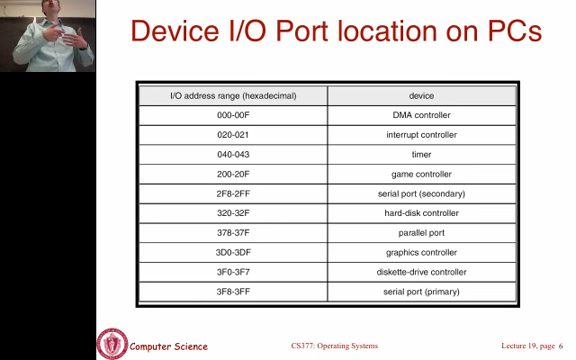 Device I/O Port location on PCs
I/O address range (hexadecimal) device
000-00F DMA controller
020-021 interrupt controller
040-043 timer
200-20F game controller
2F8-2FF serial port (secondary)
320-32F hard-disk controller
378-37F parallel port
3D0-3DF graphics controller
3F0-3F7 diskette-drive controller
3F8-3FF serial port (primary)
Computer Science CS377: Operating Systems Lecture 19, page 6